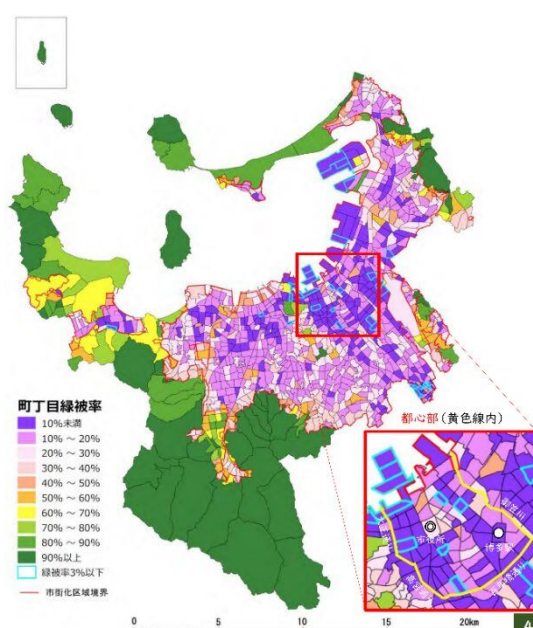 町丁目緑被率
10%未満
10% ~ 20%
20% ~ 30%
30% ~ 40%
40% ~ 50%
50% ~ 60%
60% ~ 70%
70% ~ 80%
80% ~ 90%
90%以上
緑被率3%以下
市街化区域境界
都心部(黄色線内)
市役所
博多駅
御笠川
0 5 10 15 20km